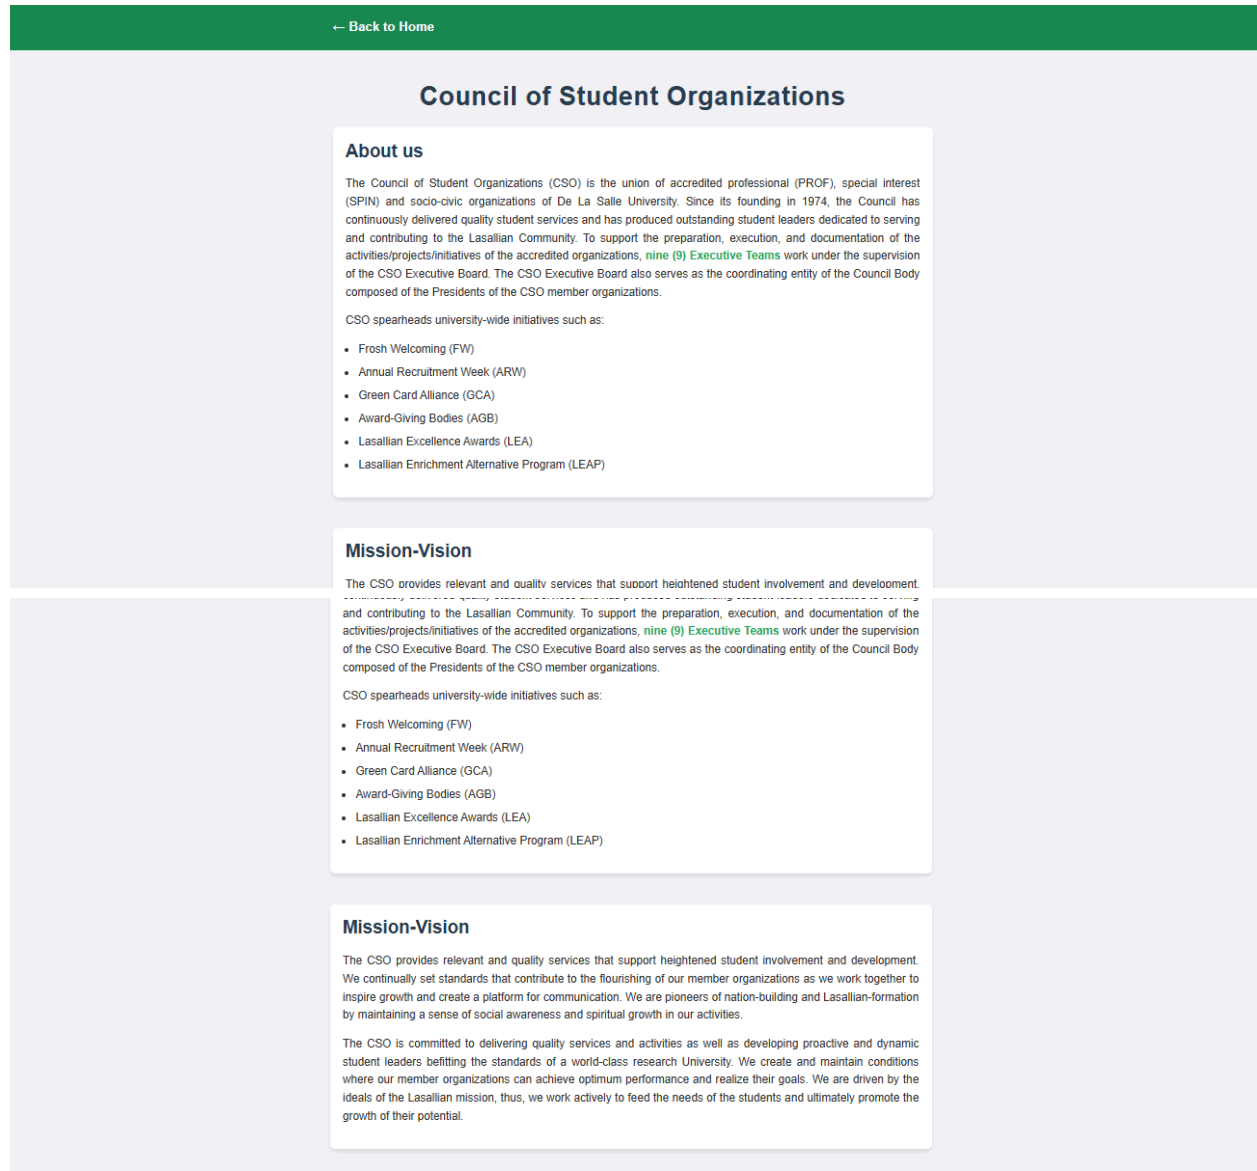 ← Back to Home
Council of Student Organizations
About us
The Council of Student Organizations (CSO) is the union of accredited professional (PROF), special interest
(SPIN) and socio-civic organizations of De La Salle University. Since its founding in 1974, the Council has
continuously delivered quality student services and has produced outstanding student leaders dedicated to serving
and contributing to the Lasallian Community. To support the preparation, execution, and documentation of the
activities/projects/initiatives of the accredited organizations, nine (9) Executive Teams work under the supervision
of the CSO Executive Board. The CSO Executive Board also serves as the coordinating entity of the Council Body
composed of the Presidents of the CSO member organizations.
CSO spearheads university-wide initiatives such as:
• Frosh Welcoming (FW)
• Annual Recruitment Week (ARW)
• Green Card Alliance (GCA)
• Award-Giving Bodies (AGB)
• Lasallian Excellence Awards (LEA)
• Lasallian Enrichment Alternative Program (LEAP)
Mission-Vision
The CSO provides relevant and quality services that support heightened student involvement and development.
continuously delivered quality student services and has produced outstanding student leaders dedicated to serving
and contributing to the Lasallian Community. To support the preparation, execution, and documentation of the
activities/projects/initiatives of the accredited organizations, nine (9) Executive Teams work under the supervision
of the CSO Executive Board. The CSO Executive Board also serves as the coordinating entity of the Council Body
composed of the Presidents of the CSO member organizations.
CSO spearheads university-wide initiatives such as:
• Frosh Welcoming (FW)
• Annual Recruitment Week (ARW)
• Green Card Alliance (GCA)
• Award-Giving Bodies (AGB)
• Lasallian Excellence Awards (LEA)
• Lasallian Enrichment Alternative Program (LEAP)
Mission-Vision
The CSO provides relevant and quality services that support heightened student involvement and development.
We continually set standards that contribute to the flourishing of our member organizations as we work together to
inspire growth and create a platform for communication. We are pioneers of nation-building and Lasallian-formation
by maintaining a sense of social awareness and spiritual growth in our activities.
The CSO is committed to delivering quality services and activities as well as developing proactive and dynamic
student leaders befitting the standards of a world-class research University. We create and maintain conditions
where our member organizations can achieve optimum performance and realize their goals. We are driven by the
ideals of the Lasallian mission, thus, we work actively to feed the needs of the students and ultimately promote the
growth of their potential.